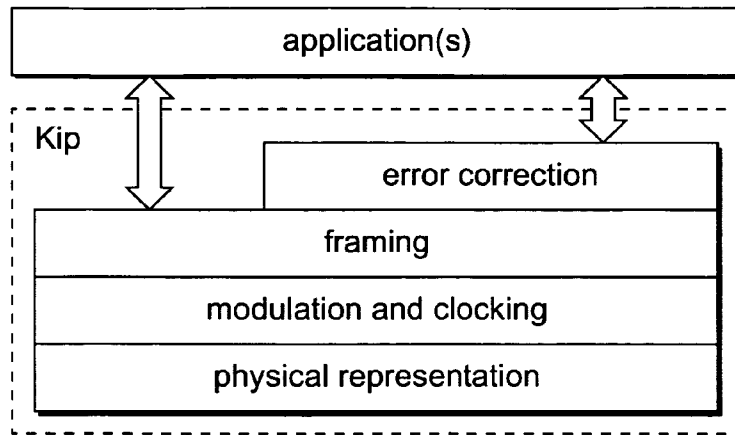 application(s)
Kip
error correction
framing
modulation and clocking
physical representation